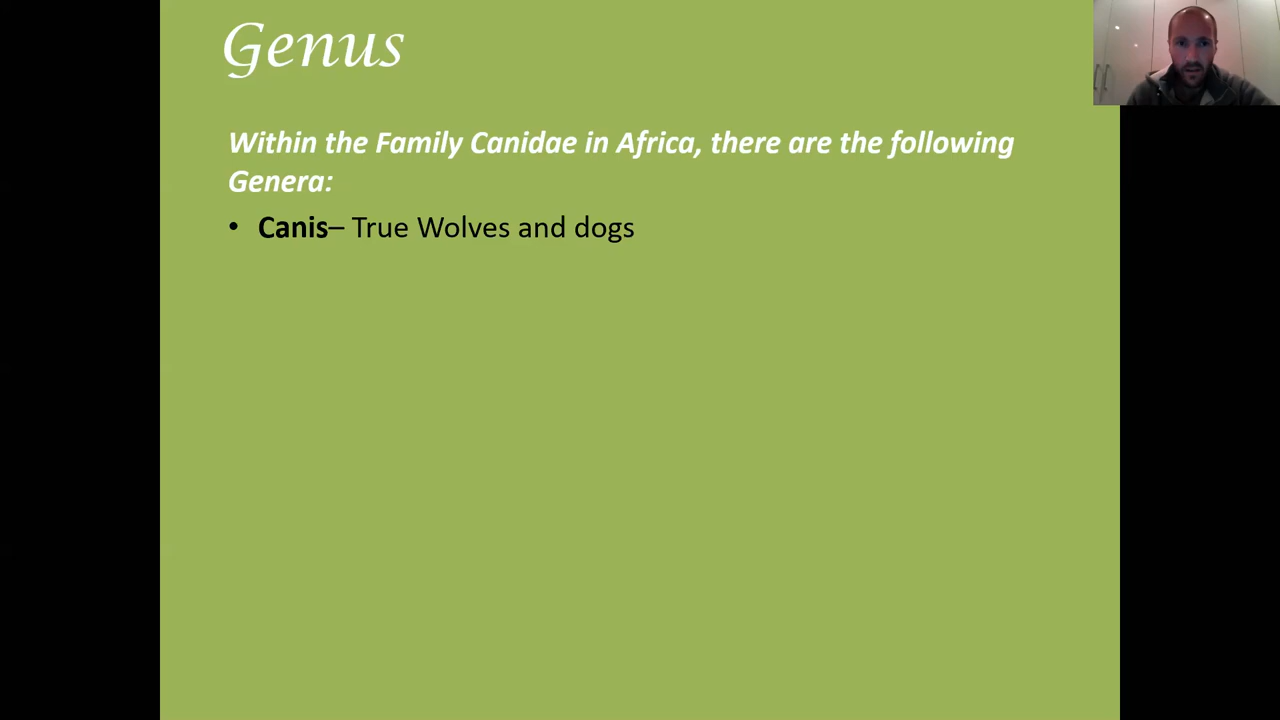 Genus
Within the Family Canidae in Africa, there are the following
Genera:
• Canis– True Wolves and dogs